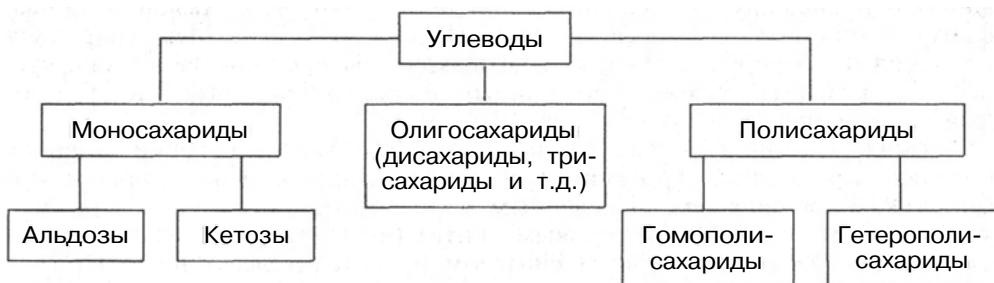 Углеводы
Моносахариды
Олигосахариды
(дисахариды, три-
сахариды и т.д.)
Полисахариды
Альдозы
Кетозы
Гомополи-
сахариды
Гетерополи-
сахариды